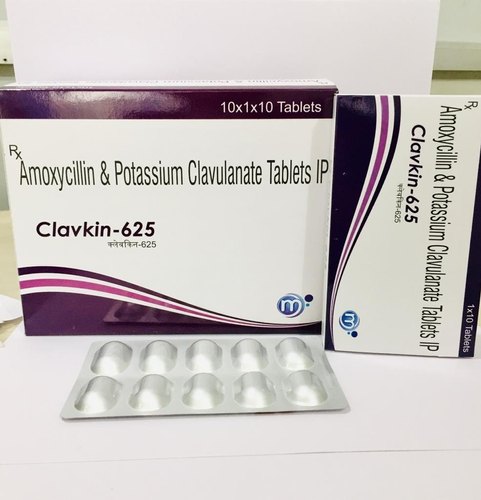 10x1x10 Tablets
Rx
Amoxycillin & Potassium Clavulanate Tablets IP
Clavkin-625
क्लेवकिन-625
m
Rx
Amoxycillin & Potassium Clavulanate Tablets IP
Clavkin-625
क्लेवकिन-625
m
1x10 Tablets